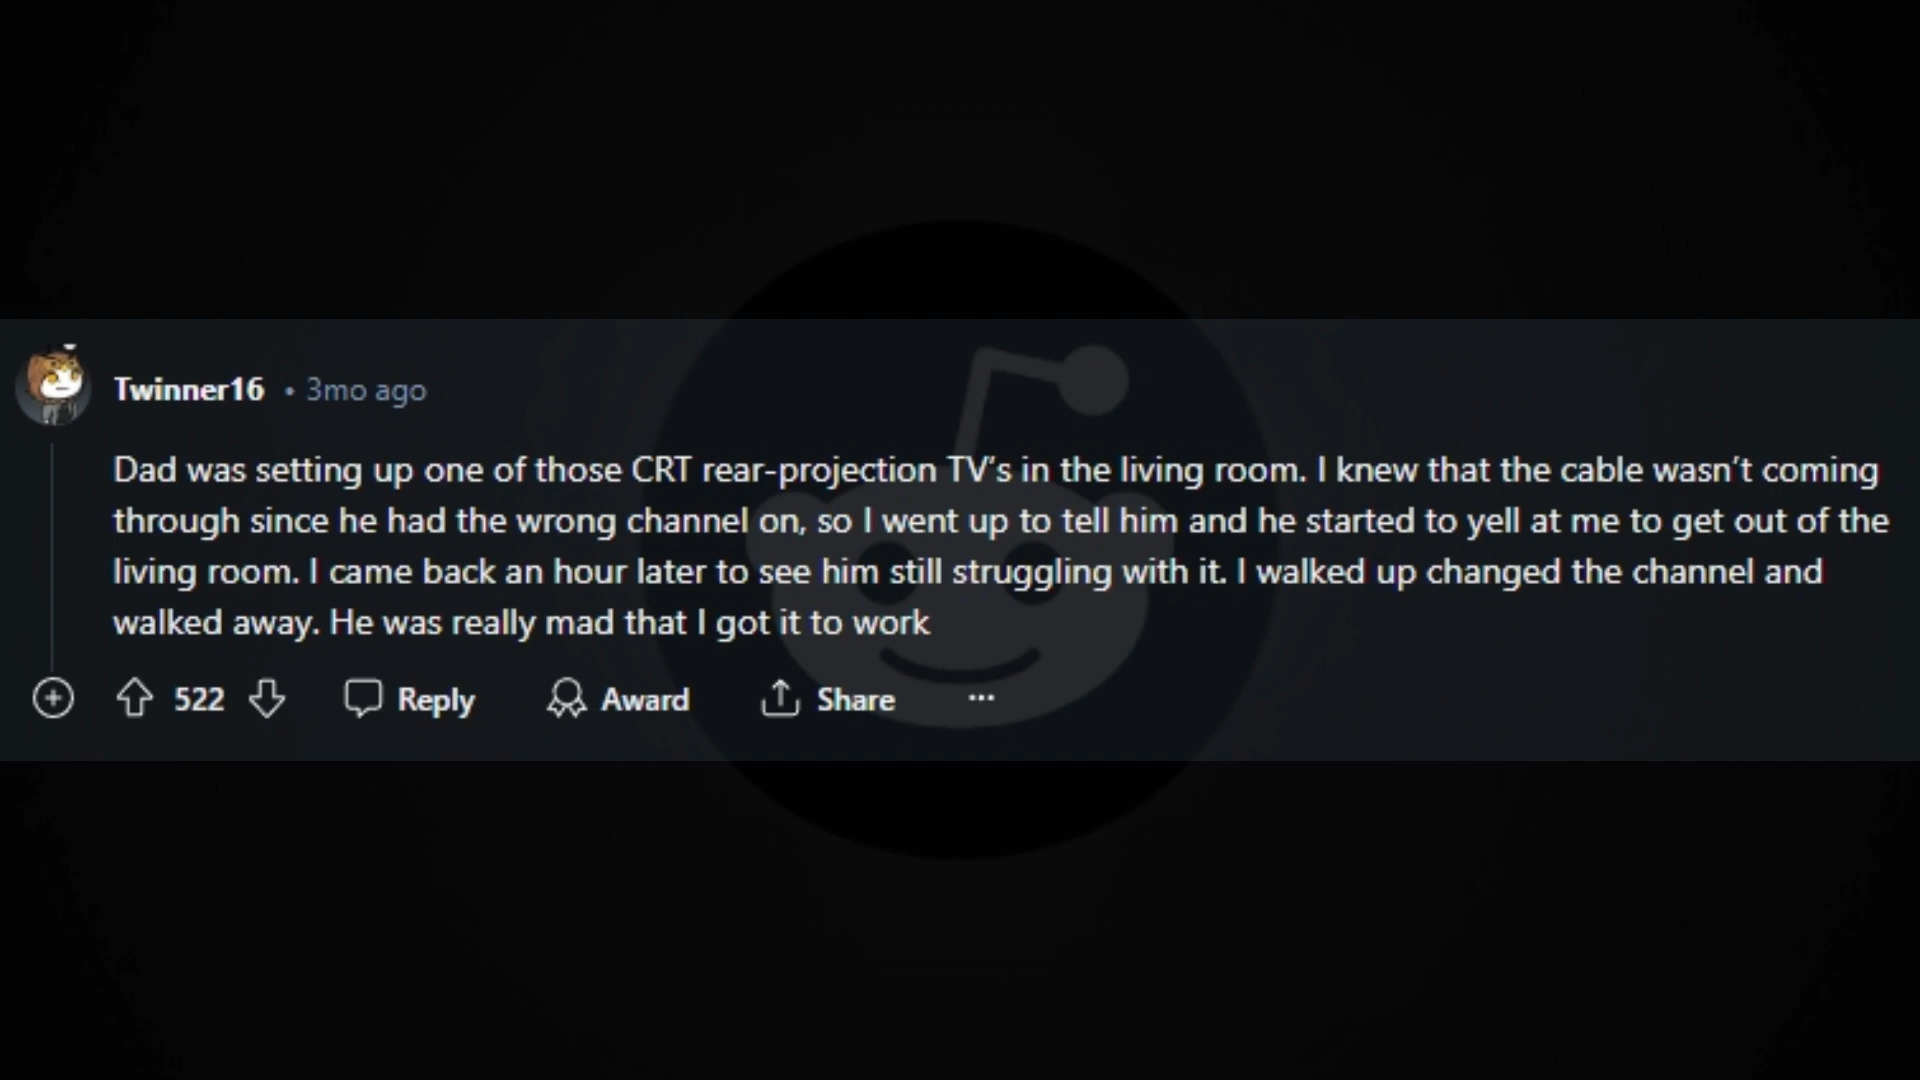 Twinner16 • 3mo ago
Dad was setting up one of those CRT rear-projection TV’s in the living room. I knew that the cable wasn’t coming
through since he had the wrong channel on, so I went up to tell him and he started to yell at me to get out of the
living room. I came back an hour later to see him still struggling with it. I walked up changed the channel and
walked away. He was really mad that I got it to work
522 Reply Award Share ...